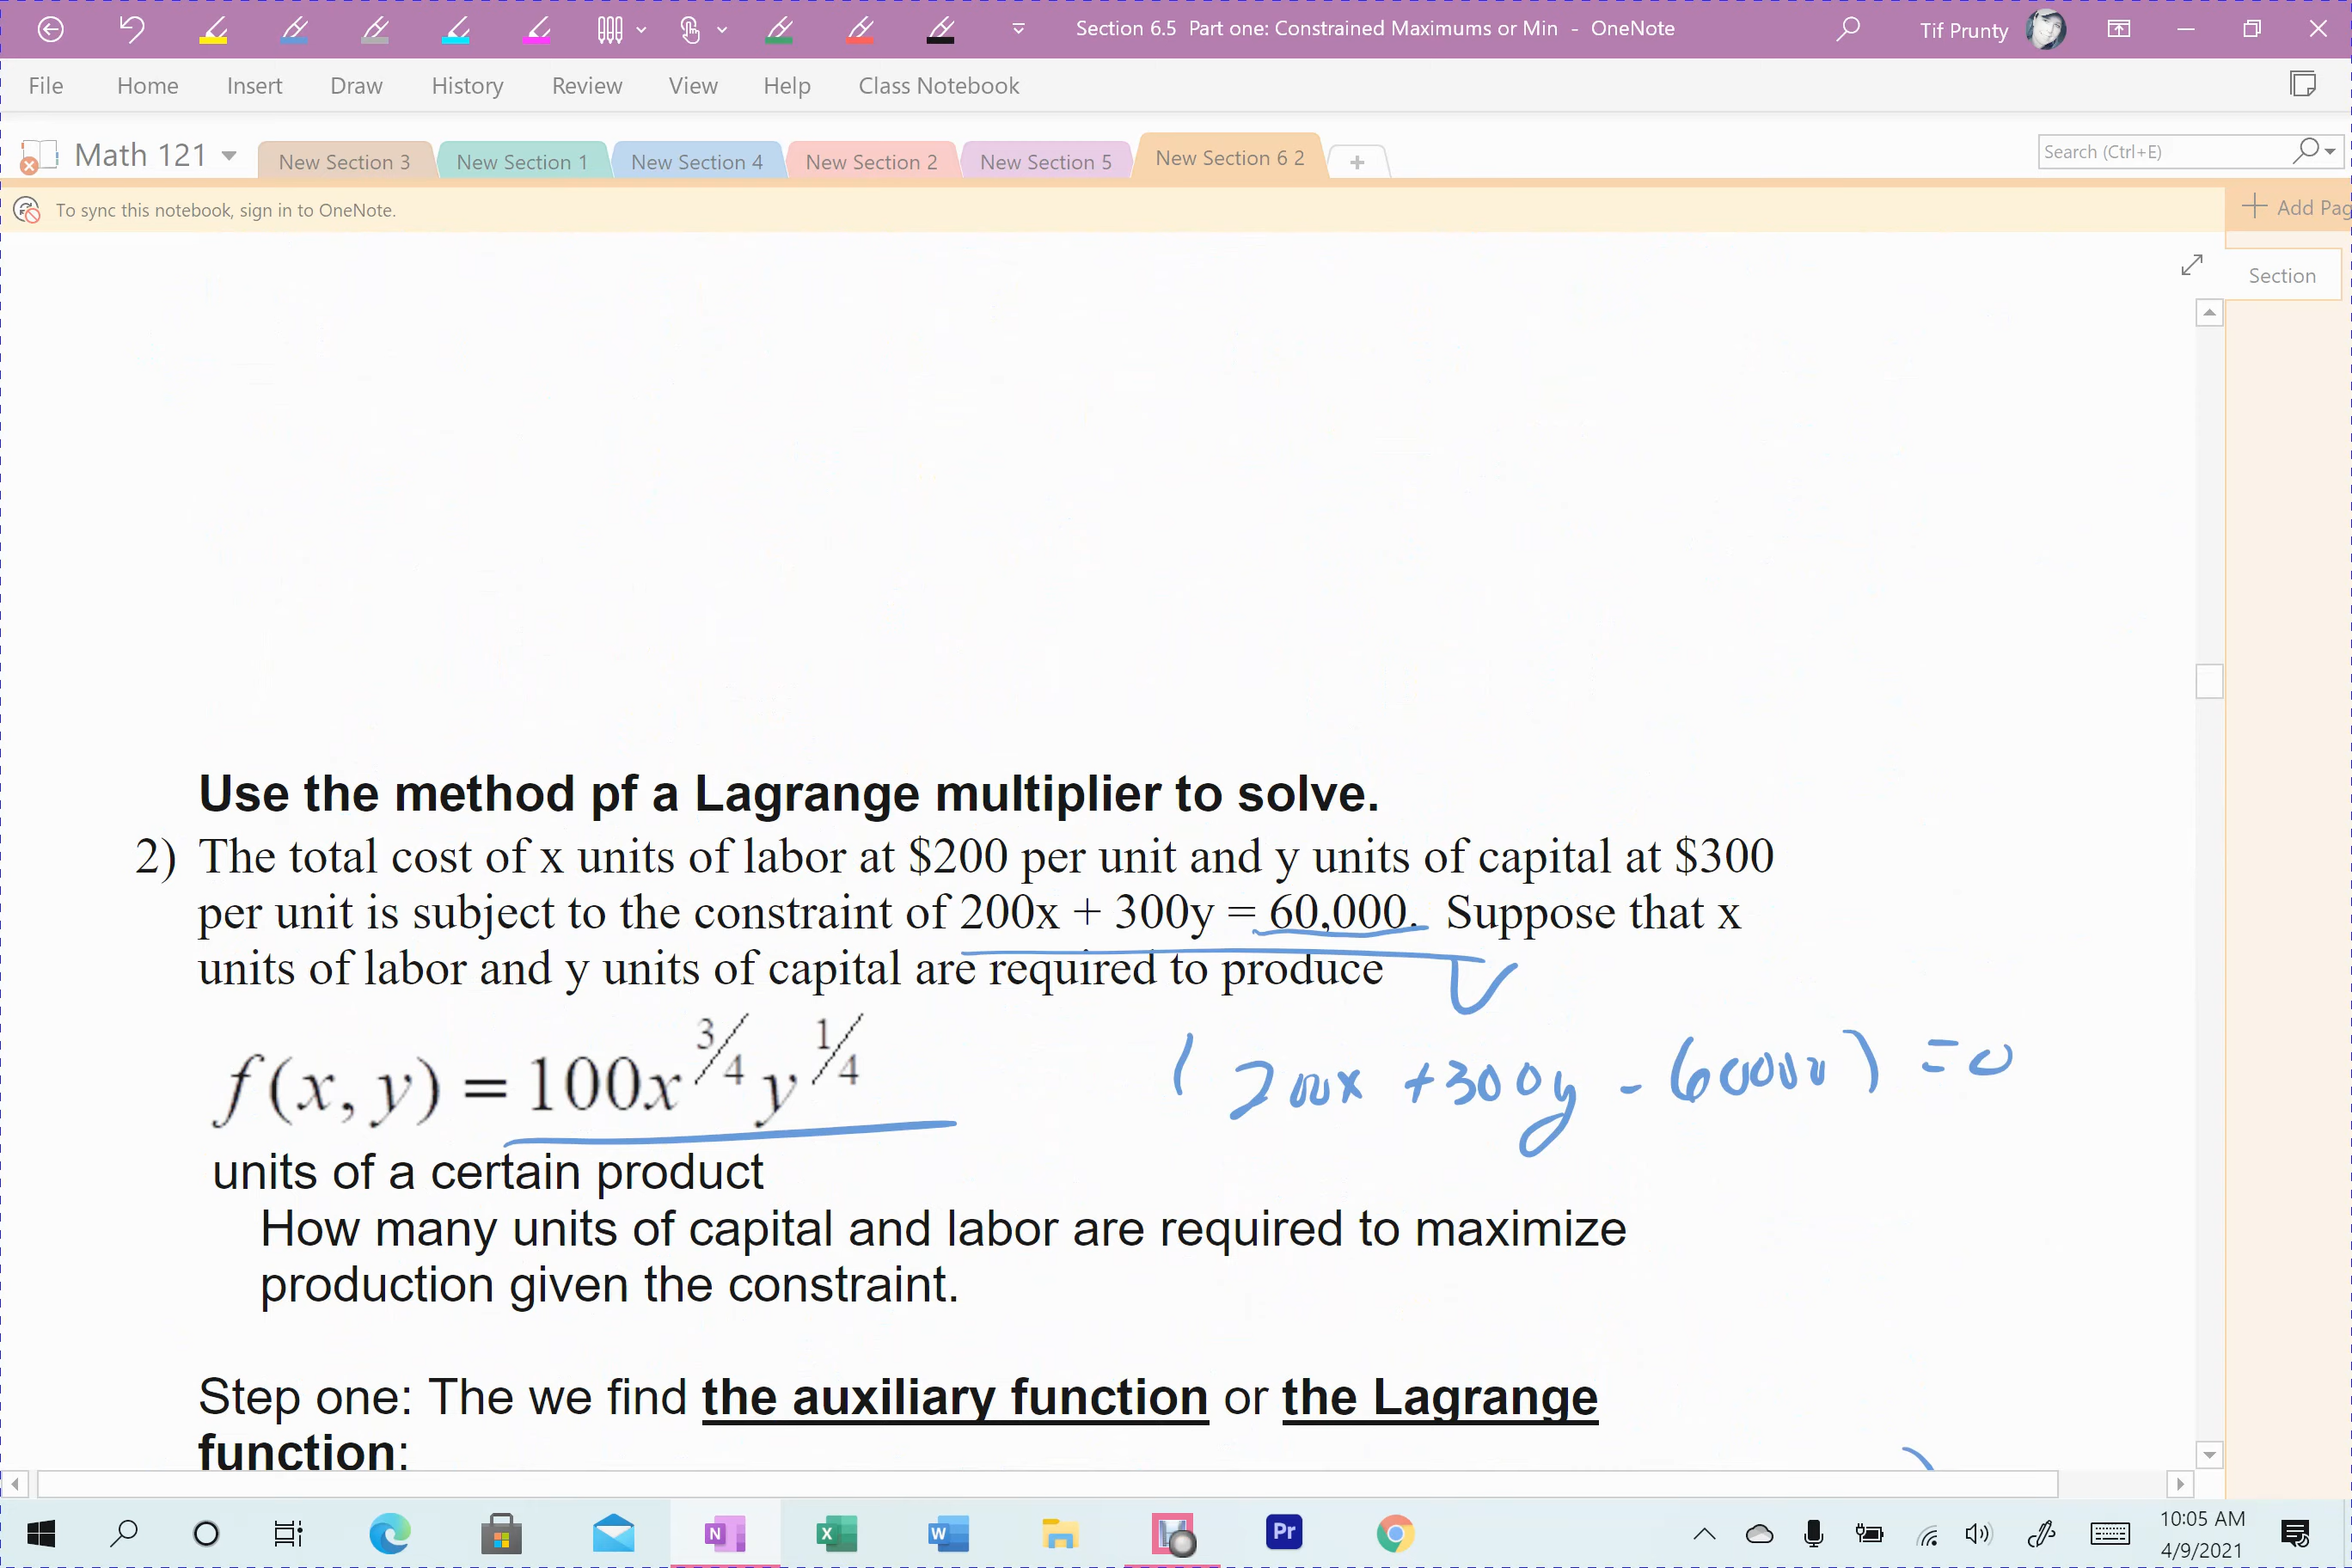 Section 6.5 Part one: Constrained Maximums or Min - OneNote
Tif Prunty
File Home Insert Draw History Review View Help Class Notebook
Math 121
New Section 3
New Section 1
New Section 4
New Section 2
New Section 5
New Section 6 2
Search (Ctrl+E)
To sync this notebook, sign in to OneNote.
Add Pag
Section
Use the method pf a Lagrange multiplier to solve.
2) The total cost of x units of labor at $200 per unit and y units of capital at $300
per unit is subject to the constraint of 200x + 300y = 60,000. Suppose that x
units of labor and y units of capital are required to produce
f(x, y) = 100x^3/4 y^1/4
(200x +300y - 60000) = 0
units of a certain product
How many units of capital and labor are required to maximize
production given the constraint.
Step one: The we find the auxiliary function or the Lagrange
function:
N
X
W
Pr
10:05 AM
4/9/2021